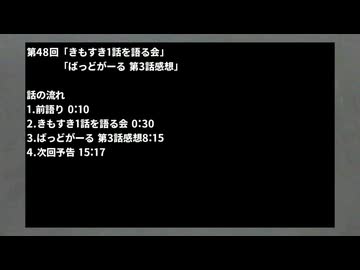 第48回「きもすき1話を語る会」
「ばっどがーる 第3話感想」
話の流れ
1.前語り 0:10
2.きもすき1話を語る会 0:30
3.ばっどがーる 第3話感想8:15
4.次回予告 15:17